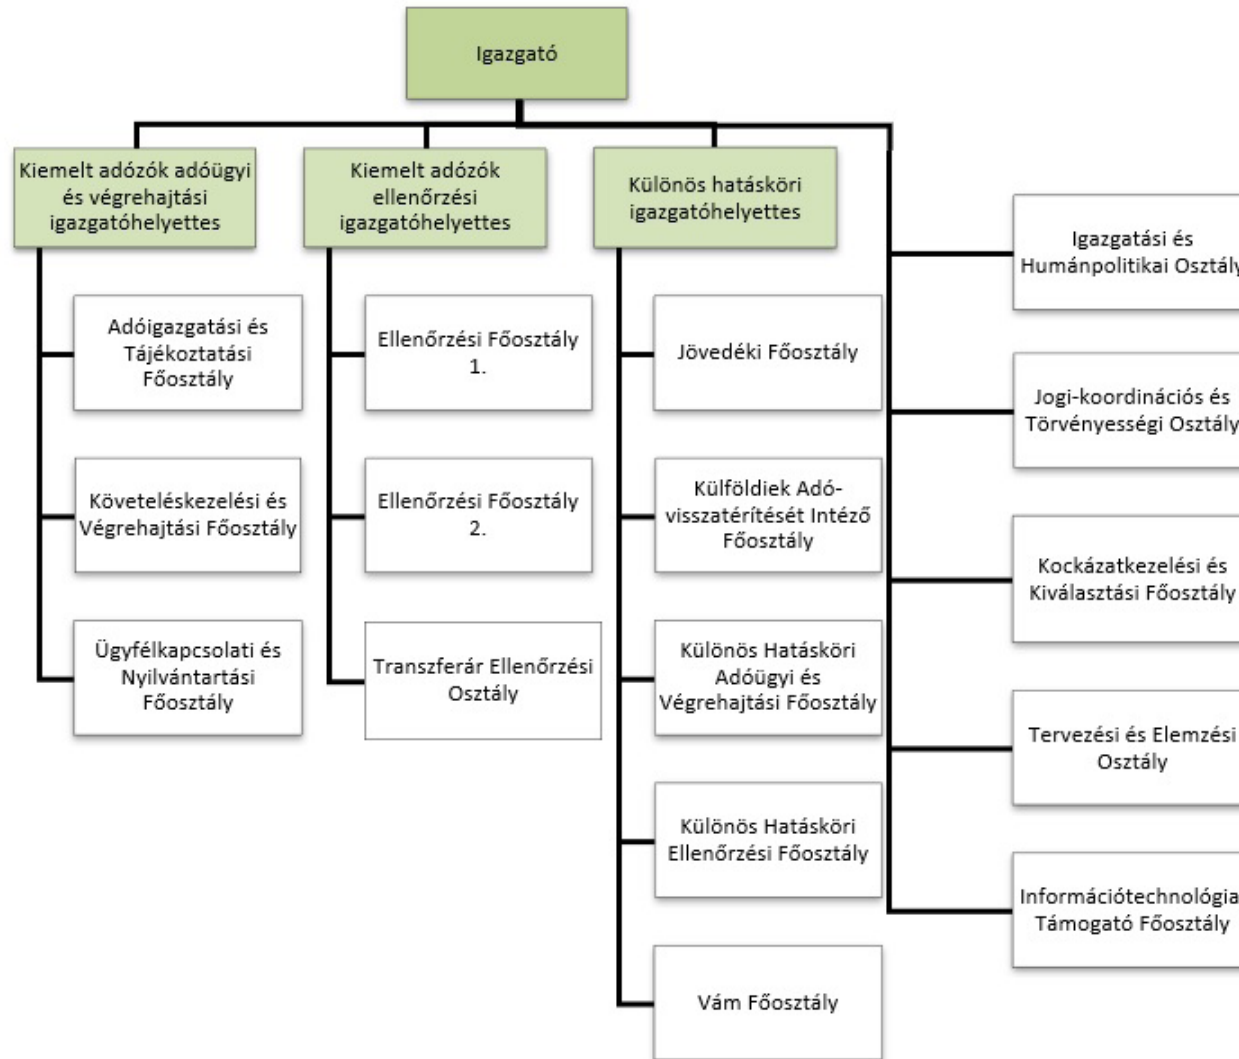 Igazgató
Kiemelt adózók adóügyi
és végrehajtási
igazgatóhelyettes
Kiemelt adózók
ellenőrzési
igazgatóhelyettes
Különös hatásköri
igazgatóhelyettes
Adóigazgatási és
Tájékoztatási
Főosztály
Követeléskezelési és
Végrehajtási Főosztály
Ügyfélkapcsolati és
Nyilvántartási
Főosztály
Ellenőrzési Főosztály
1.
Ellenőrzési Főosztály
2.
Transzferár Ellenőrzési
Osztály
Jövedéki Főosztály
Külföldiek Adó-
visszatérítését Intéző
Főosztály
Különös Hatásköri
Adóügyi és
Végrehajtási Főosztály
Különös Hatásköri
Ellenőrzési Főosztály
Vám Főosztály
Igazgatási és
Humánpolitikai Osztály
Jogi-koordinációs és
Törvényességi Osztály
Kockázatkezelési és
Kiválasztási Főosztály
Tervezési és Elemzési
Osztály
Információtechnológia
Támogató Főosztály